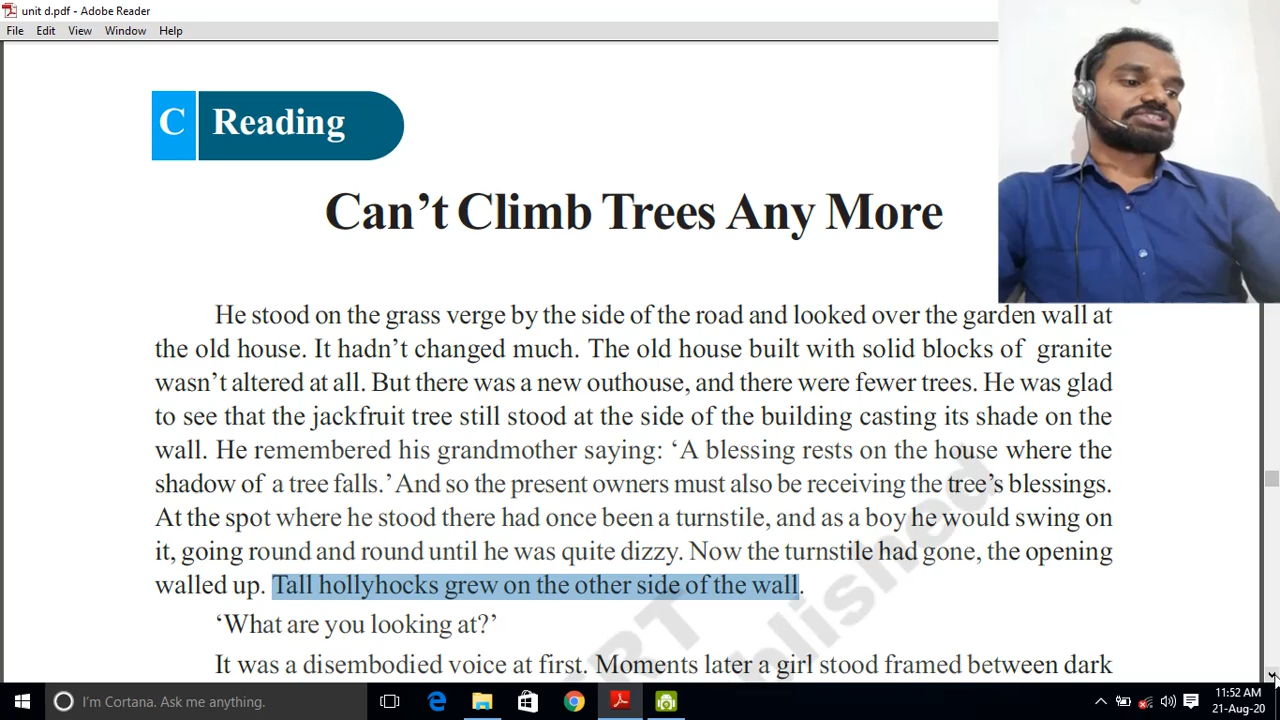 unit d.pdf - Adobe Reader
File Edit View Window Help
C Reading
Can’t Climb Trees Any More
He stood on the grass verge by the side of the road and looked over the garden wall at
the old house. It hadn’t changed much. The old house built with solid blocks of granite
wasn’t altered at all. But there was a new outhouse, and there were fewer trees. He was glad
to see that the jackfruit tree still stood at the side of the building casting its shade on the
wall. He remembered his grandmother saying: ‘A blessing rests on the house where the
shadow of a tree falls.’ And so the present owners must also be receiving the tree’s blessings.
At the spot where he stood there had once been a turnstile, and as a boy he would swing on
it, going round and round until he was quite dizzy. Now the turnstile had gone, the opening
walled up. Tall hollyhocks grew on the other side of the wall.
‘What are you looking at?’
It was a disembodied voice at first. Moments later a girl stood framed between dark
I'm Cortana. Ask me anything.
11:52 AM
21-Aug-20